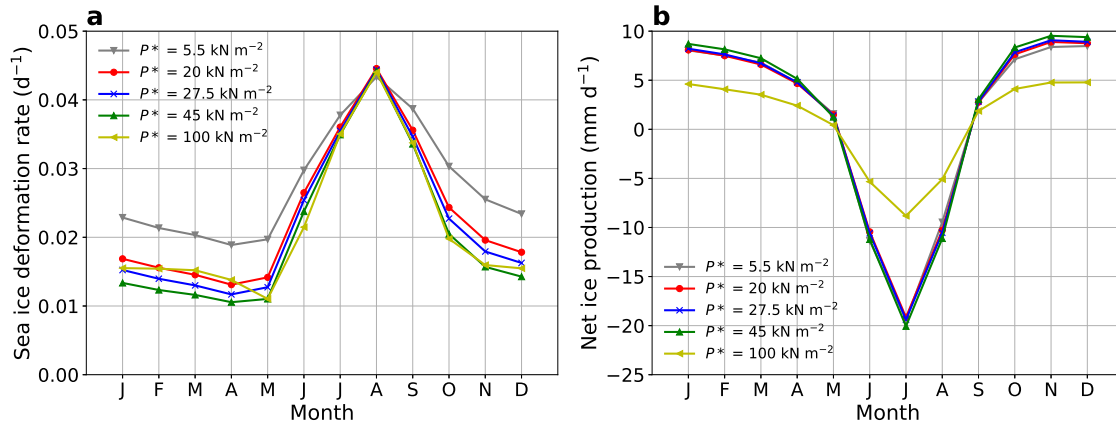 a
Sea ice deformation rate (d⁻¹)
0.05
0.04
0.03
0.02
0.01
0.00
P* = 5.5 kN m⁻²
P* = 20 kN m⁻²
P* = 27.5 kN m⁻²
P* = 45 kN m⁻²
P* = 100 kN m⁻²
J F M A M J J A S O N D
Month
b
Net ice production (mm d⁻¹)
10
5
0
−5
−10
−15
−20
−25
P* = 5.5 kN m⁻²
P* = 20 kN m⁻²
P* = 27.5 kN m⁻²
P* = 45 kN m⁻²
P* = 100 kN m⁻²
J F M A M J J A S O N D
Month